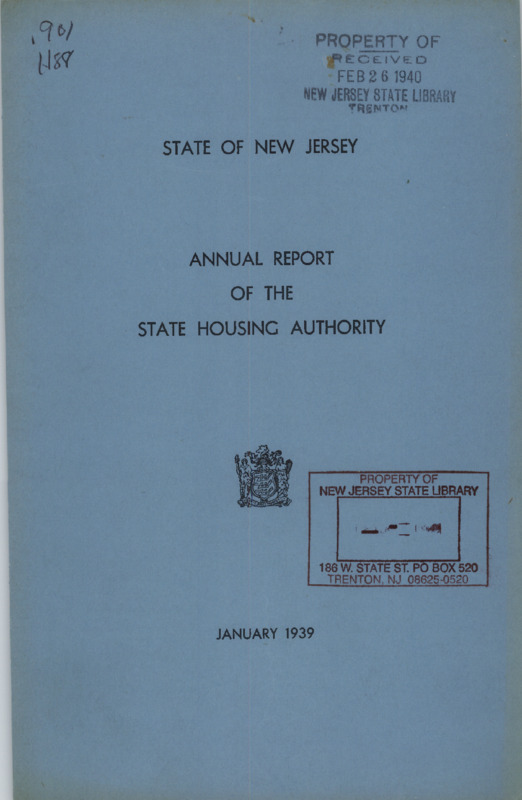 .901
H88
PROPERTY OF
RECEIVED
FEB 26 1940
NEW JERSEY STATE LIBRARY
TRENTON
STATE OF NEW JERSEY
ANNUAL REPORT
OF THE
STATE HOUSING AUTHORITY
PROPERTY OF
NEW JERSEY STATE LIBRARY
186 W. STATE ST. PO BOX 520
TRENTON, NJ 08625-0520
JANUARY 1939